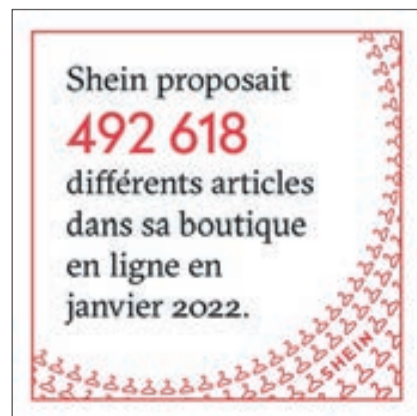 Shein proposait
492 618
différents articles
dans sa boutique
en ligne en
janvier 2022.
SHEIN